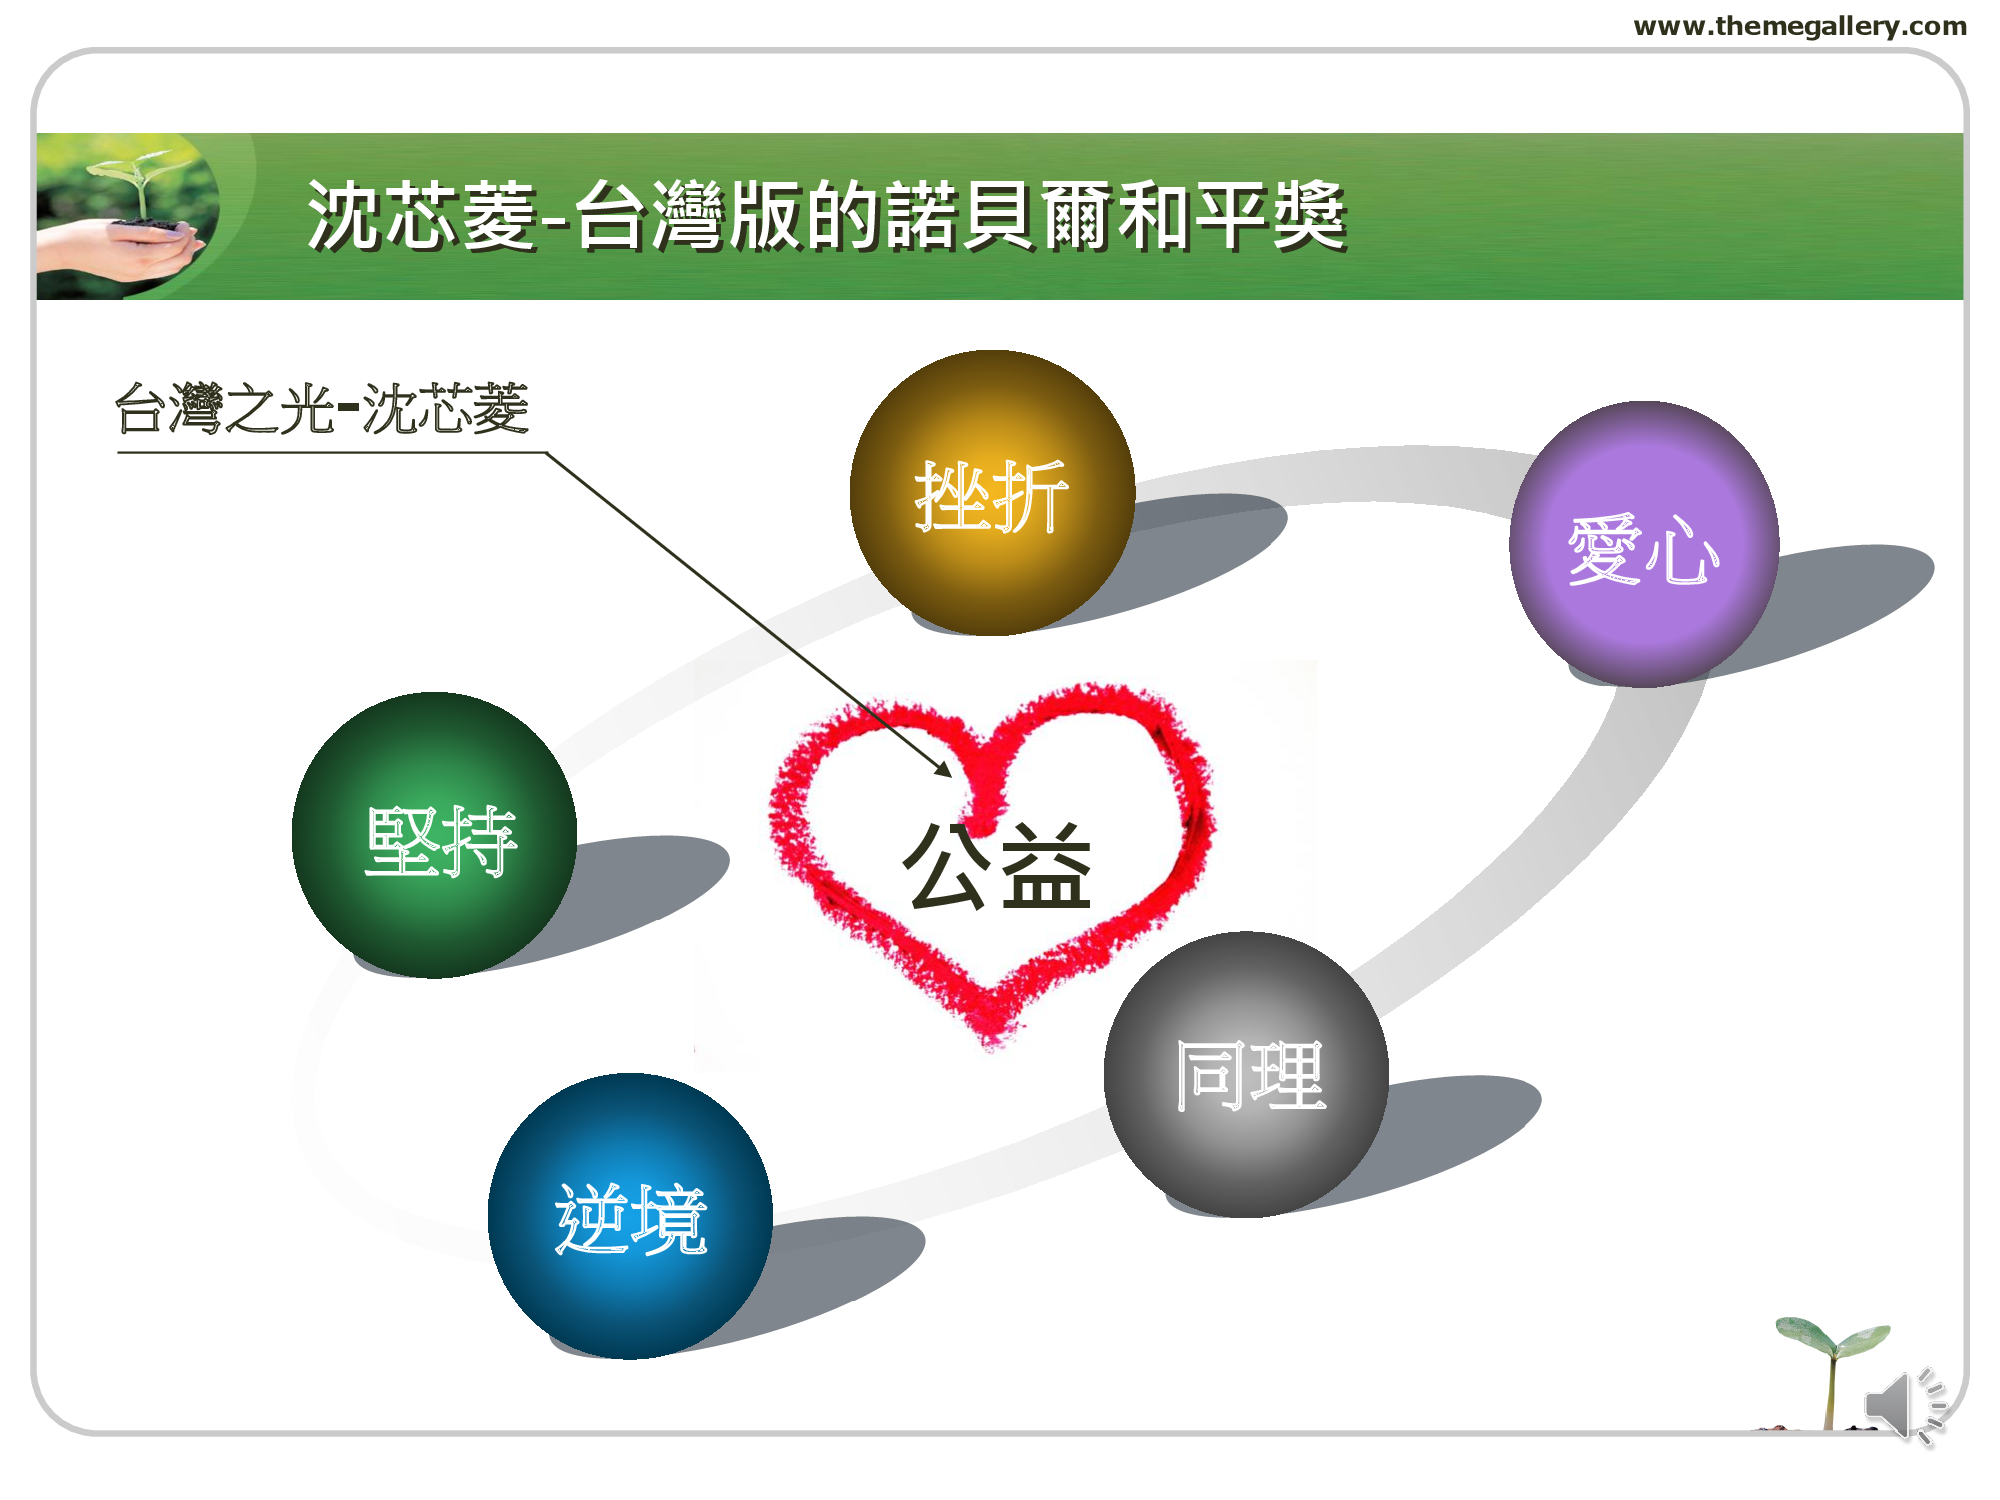 www.themegallery.com
沈芯菱-台灣版的諾貝爾和平獎
台灣之光-沈芯菱
挫折
愛心
堅持
公益
同理
逆境